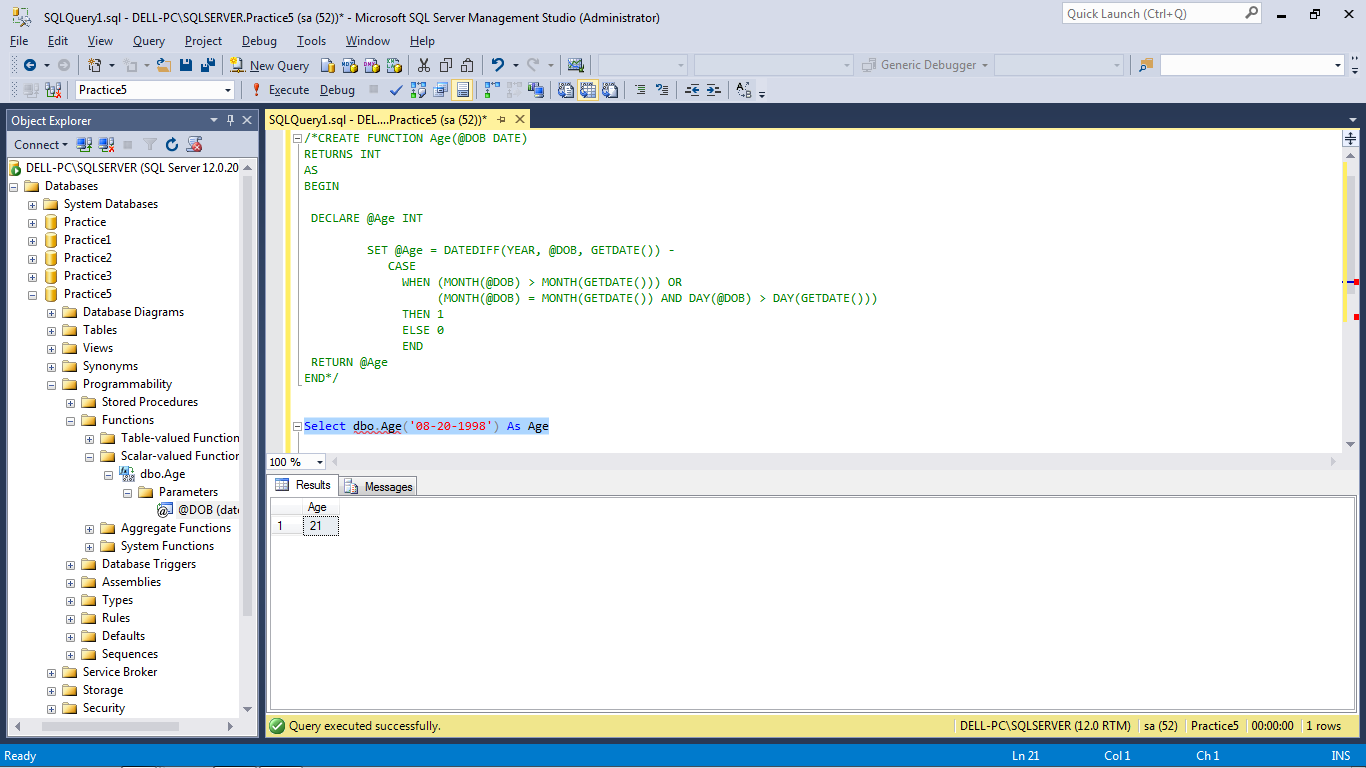 SQLQuery1.sql - DELL-PC\SQLSERVER.Practice5 (sa (52))* - Microsoft SQL Server Management Studio (Administrator)
Quick Launch (Ctrl+Q)
File Edit View Query Project Debug Tools Window Help
New Query
Generic Debugger
Practice5
Execute Debug
Object Explorer
Connect
DELL-PC\SQLSERVER (SQL Server 12.0.20
Databases
System Databases
Practice
Practice1
Practice2
Practice3
Practice5
Database Diagrams
Tables
Views
Synonyms
Programmability
Stored Procedures
Functions
Table-valued Function
Scalar-valued Function
dbo.Age
Parameters
@DOB (date
Aggregate Functions
System Functions
Database Triggers
Assemblies
Types
Rules
Defaults
Sequences
Service Broker
Storage
Security
SQLQuery1.sql - DEL....Practice5 (sa (52))*
/*CREATE FUNCTION Age(@DOB DATE)
RETURNS INT
AS
BEGIN
DECLARE @Age INT
SET @Age = DATEDIFF(YEAR, @DOB, GETDATE()) -
CASE
WHEN (MONTH(@DOB) > MONTH(GETDATE())) OR
(MONTH(@DOB) = MONTH(GETDATE()) AND DAY(@DOB) > DAY(GETDATE()))
THEN 1
ELSE 0
END
RETURN @Age
END*/
Select dbo.Age('08-20-1998') As Age
100 %
Results Messages
Age
1 21
Query executed successfully.
DELL-PC\SQLSERVER (12.0 RTM) sa (52) Practice5 00:00:00 1 rows
Ready Ln 21 Col 1 Ch 1 INS